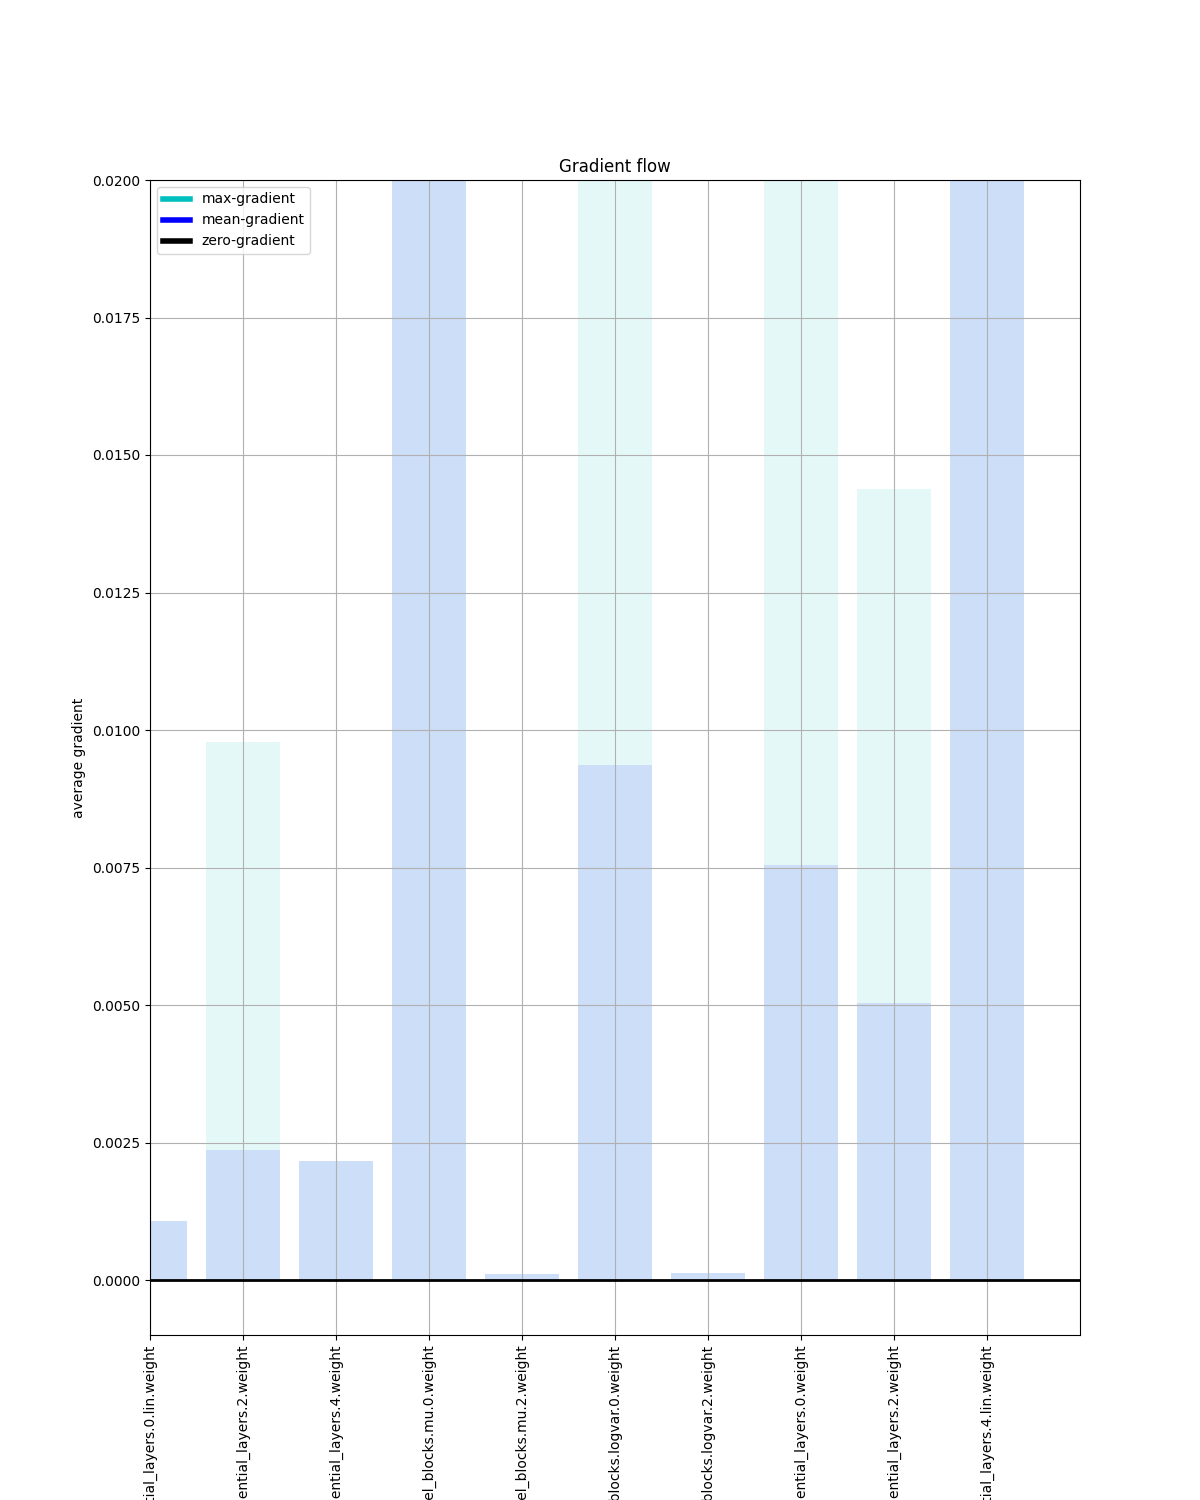 Gradient flow
max-gradient
mean-gradient
zero-gradient
0.0200
0.0175
0.0150
0.0125
0.0100
0.0075
0.0050
0.0025
0.0000
average gradient
tial_layers.0.lin.weight
ential_layers.2.weight
ential_layers.4.weight
el_blocks.mu.0.weight
el_blocks.mu.2.weight
blocks.logvar.0.weight
blocks.logvar.2.weight
ential_layers.0.weight
ential_layers.2.weight
tial_layers.4.lin.weight